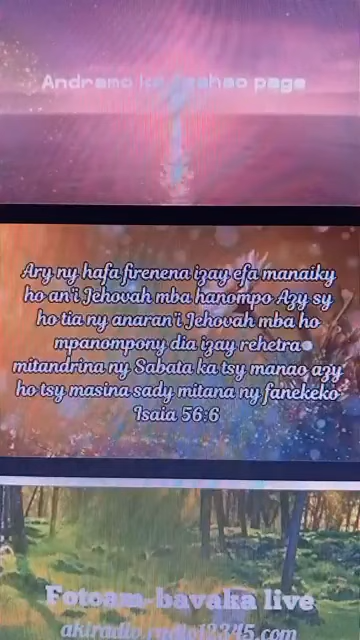 Andramo page
Ary ny hafa firenena izay efa manaiky
ho an'i Jehovah mba hanompo Azy sy
ho tia ny anaran'i Jehovah mba ho
mpanompony dia izay rehetra
mitandrina ny Sabata ka tsy manao azy
ho tsy masina sady mitana ny fanekeko
Isaia 56:6
Fotoam-bavaka live
akiradio.radio12345.com